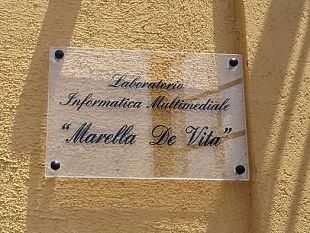 Laboratorio
Informatica Multimediale
"Marella De Vita"